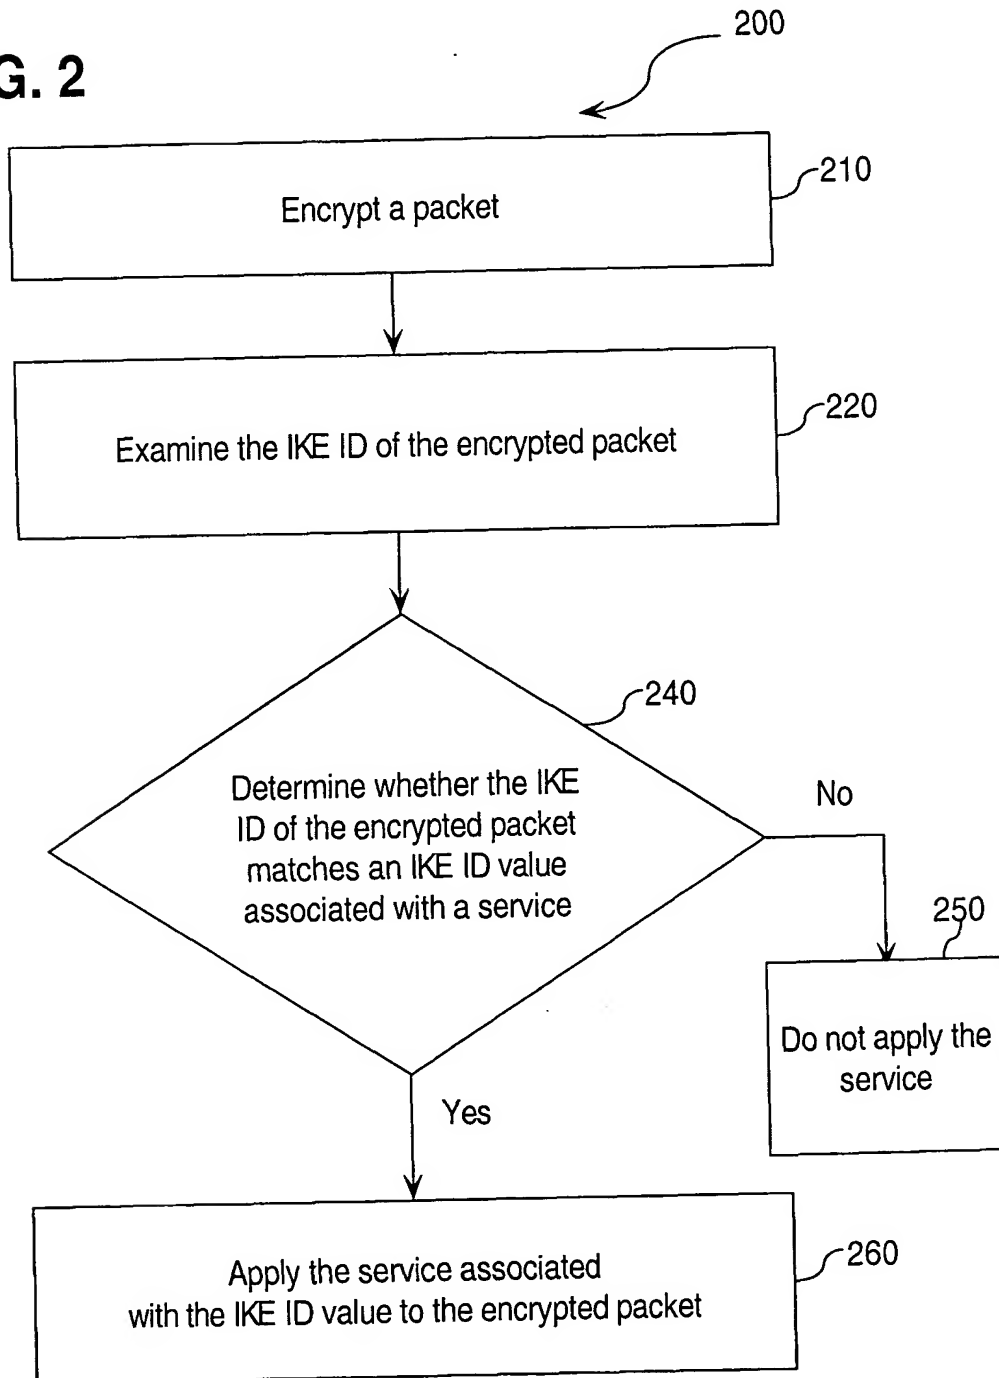 200
G. 2
Encrypt a packet
210
Examine the IKE ID of the encrypted packet
220
Determine whether the IKE
ID of the encrypted packet
matches an IKE ID value
associated with a service
240
No
250
Do not apply the
service
Yes
Apply the service associated
with the IKE ID value to the encrypted packet
260